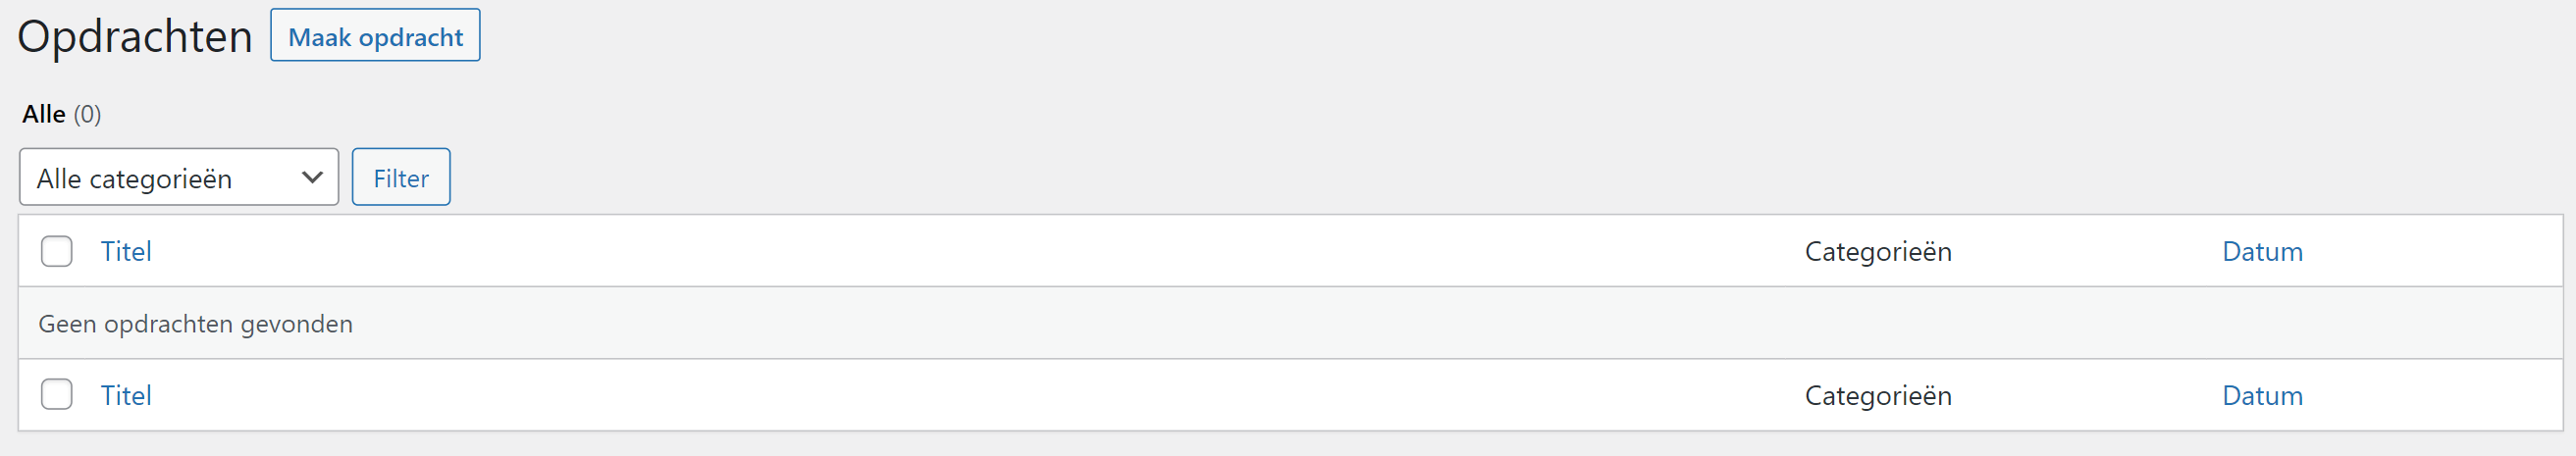 Opdrachten Maak opdracht
Alle (0)
Alle categorieën Filter
Titel Categorieën Datum
Geen opdrachten gevonden
Titel Categorieën Datum